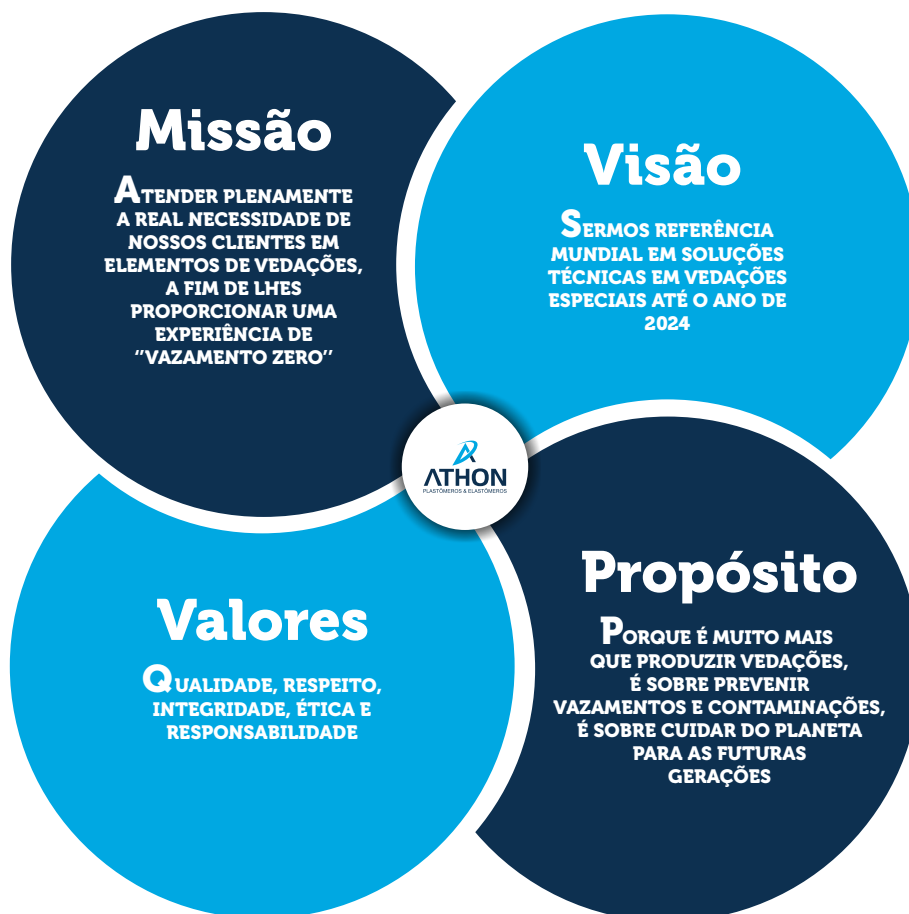 Missão
ATENDER PLENAMENTE
A REAL NECESSIDADE DE
NOSSOS CLIENTES EM
ELEMENTOS DE VEDAÇÕES,
A FIM DE LHES
PROPORCIONAR UMA
EXPERIÊNCIA DE
''VAZAMENTO ZERO''
Visão
SERMOS REFERÊNCIA
MUNDIAL EM SOLUÇÕES
TÉCNICAS EM VEDAÇÕES
ESPECIAIS ATÉ O ANO DE
2024
ATHON
PLASTÔMEROS & ELASTÔMEROS
Valores
QUALIDADE, RESPEITO,
INTEGRIDADE, ÉTICA E
RESPONSABILIDADE
Propósito
PORQUE É MUITO MAIS
QUE PRODUZIR VEDAÇÕES,
É SOBRE PREVENIR
VAZAMENTOS E CONTAMINAÇÕES,
É SOBRE CUIDAR DO PLANETA
PARA AS FUTURAS
GERAÇÕES